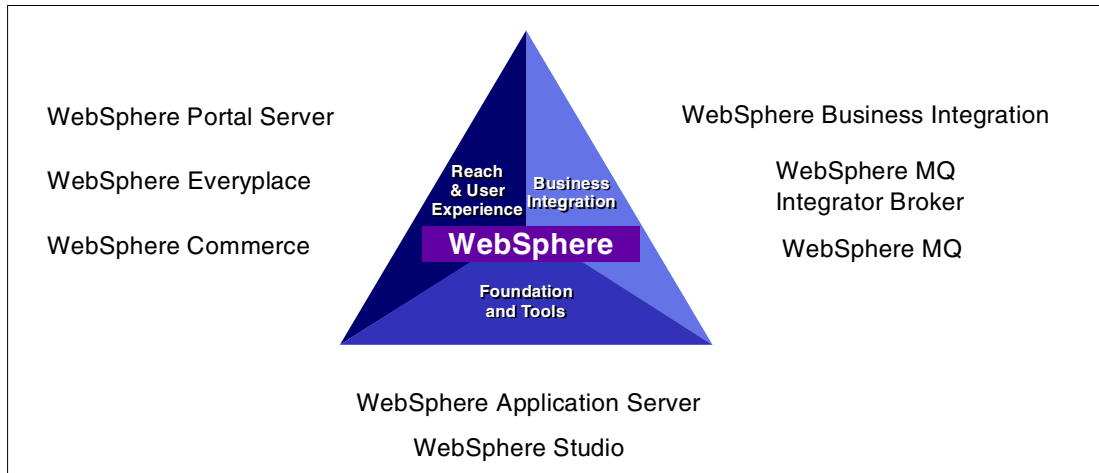 WebSphere Portal Server
WebSphere Everyplace
WebSphere Commerce
Reach
& User
Experience
Business
Integration
WebSphere
Foundation
and Tools
WebSphere Business Integration
WebSphere MQ
Integrator Broker
WebSphere MQ
WebSphere Application Server
WebSphere Studio